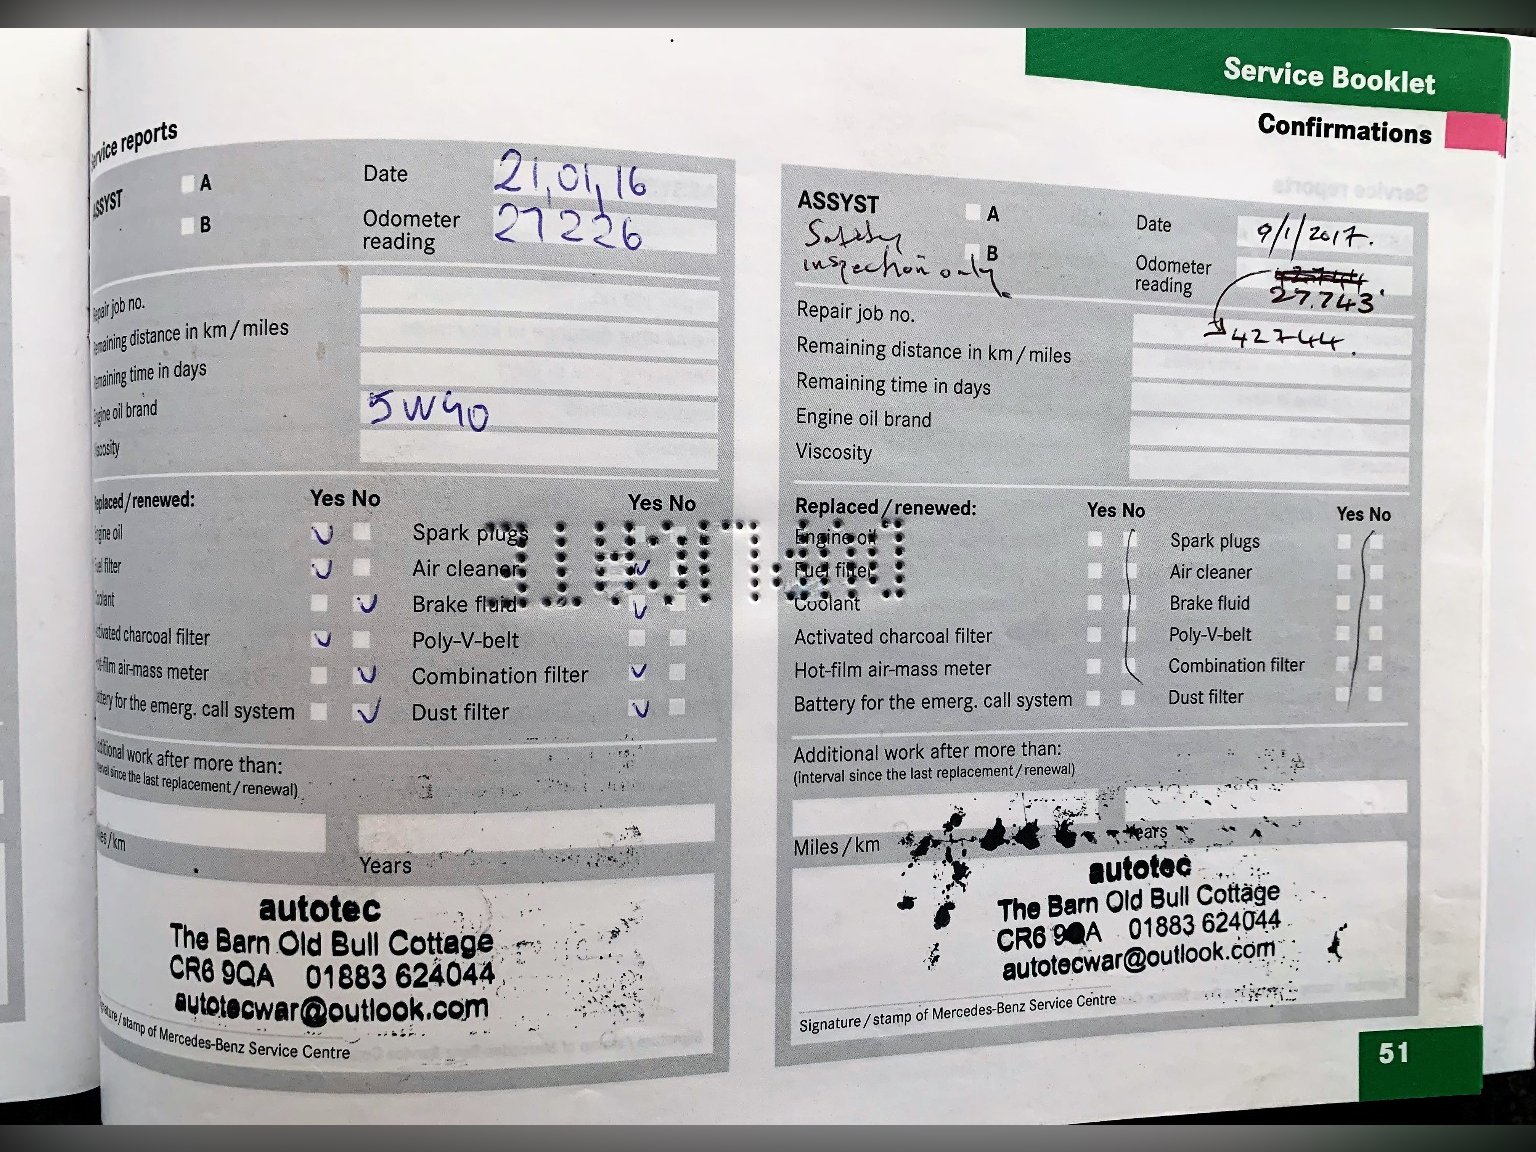 Service Booklet
Confirmations
Service reports
ASSYST
A
B
Date
21,01,16
Odometer
reading
27226
Repair job no.
Remaining distance in km / miles
Remaining time in days
Engine oil brand
5W40
Viscosity
Replaced / renewed:
Yes No
Yes No
Engine oil
Spark plugs
Fuel filter
Air cleaner
Coolant
Brake fluid
Activated charcoal filter
Poly-V-belt
Hot-film air-mass meter
Combination filter
Battery for the emerg. call system
Dust filter
Additional work after more than:
(interval since the last replacement / renewal)
Miles / km
Years
autotec
The Barn Old Bull Cottage
CR6 9QA 01883 624044
autotecwar@outlook.com
Signature / stamp of Mercedes-Benz Service Centre
ASSYST
A
B
Safety
inspection only.
Date
9/1/2017.
Odometer
reading
27.743
42744.
Repair job no.
Remaining distance in km / miles
Remaining time in days
Engine oil brand
Viscosity
Replaced / renewed:
Yes No
Yes No
Engine oil
Spark plugs
Fuel filter
Air cleaner
Coolant
Brake fluid
Activated charcoal filter
Poly-V-belt
Hot-film air-mass meter
Combination filter
Battery for the emerg. call system
Dust filter
Additional work after more than:
(interval since the last replacement / renewal)
Miles / km
Years
autotec
The Barn Old Bull Cottage
CR6 9QA 01883 624044
autotecwar@outlook.com
Signature / stamp of Mercedes-Benz Service Centre
DUPLICATE
51